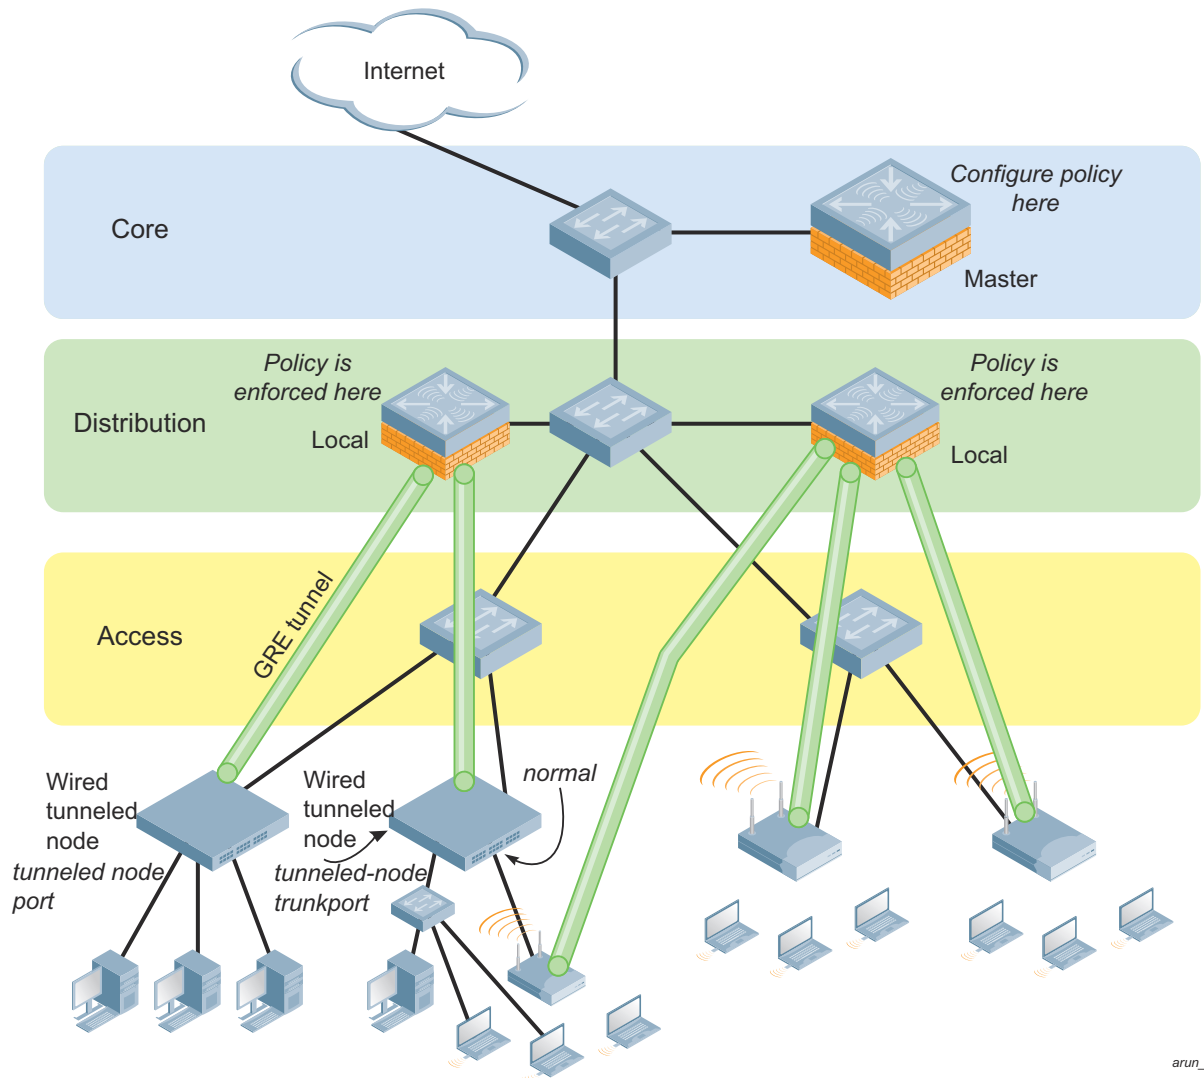 Internet
Configure policy
here
Core
Master
Policy is
enforced here
Policy is
enforced here
Distribution
Local
Local
GRE tunnel
Access
Wired
tunneled
node
tunneled node
port
Wired
tunneled
node
tunneled-node
trunkport
normal
arun_